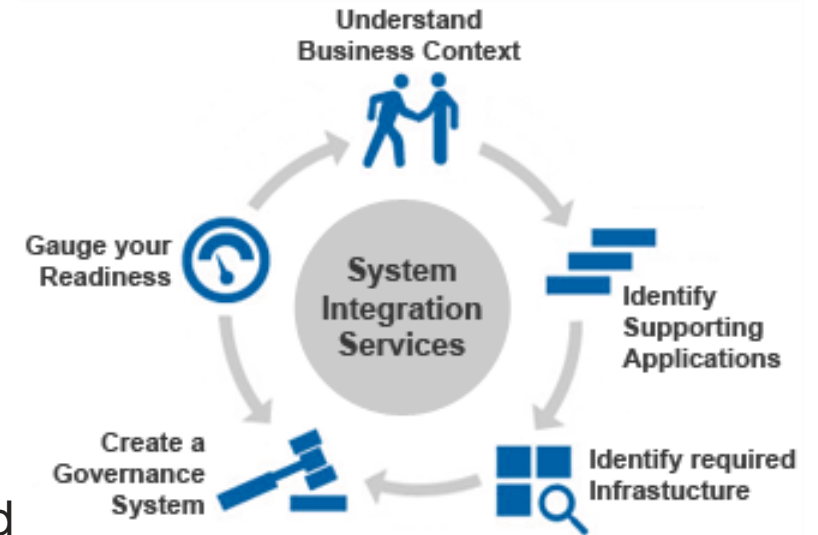 Understand
Business Context
Gauge your
Readiness
System
Integration
Services
Identify
Supporting
Applications
Create a
Governance
System
Identify required
Infrastucture
d